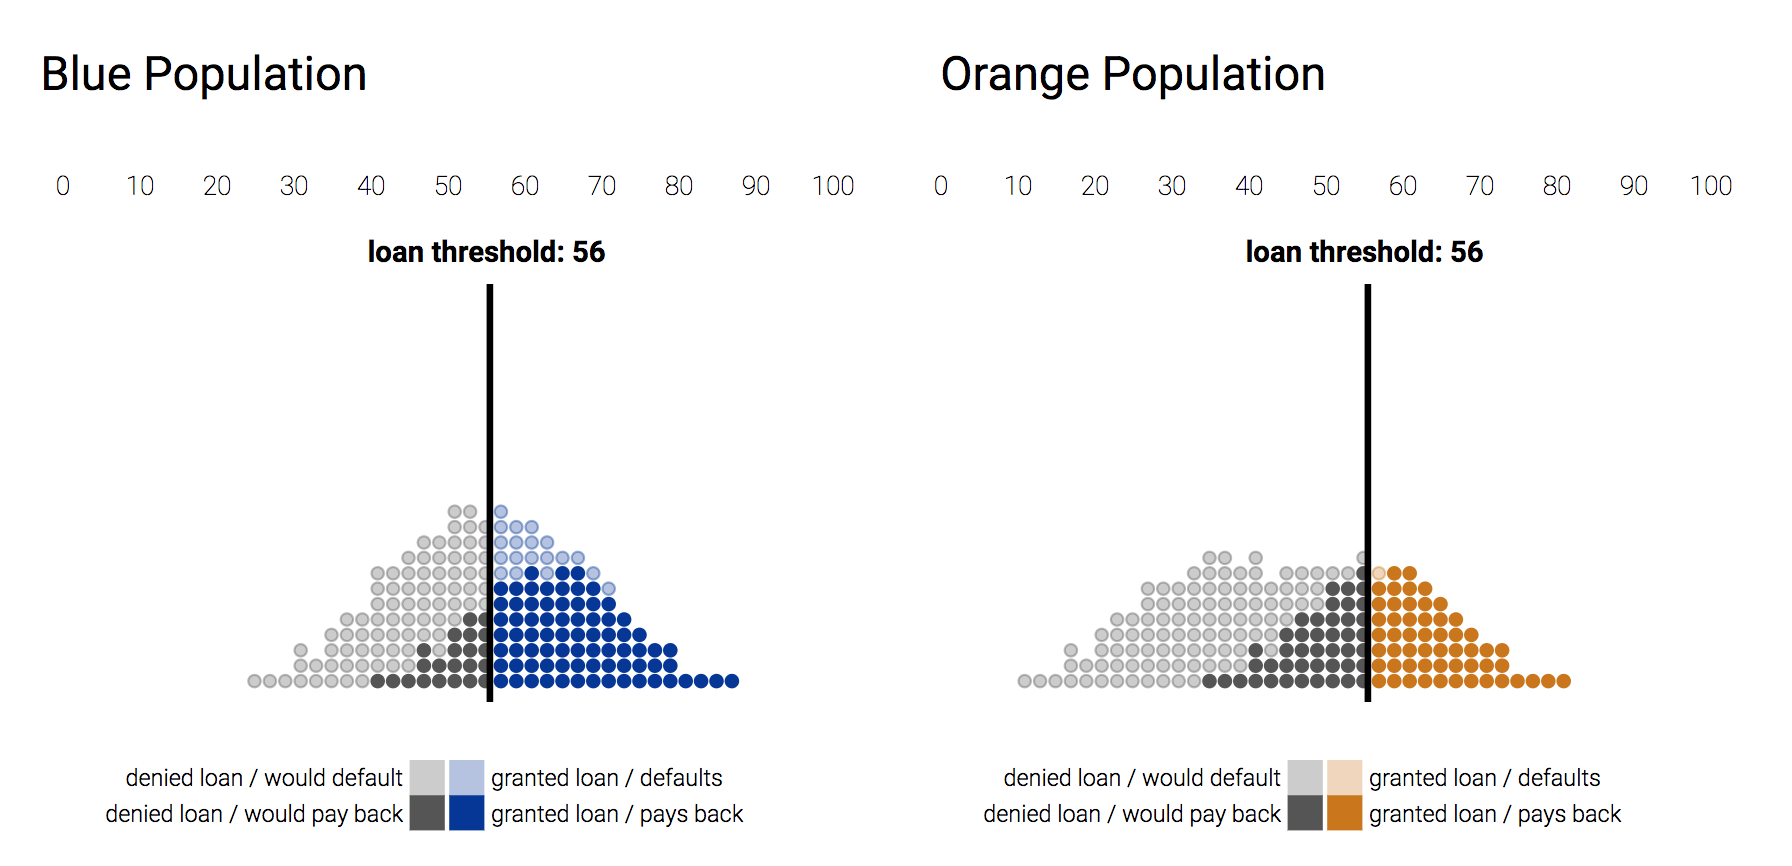 Blue Population
0 10 20 30 40 50 60 70 80 90 100
loan threshold: 56
denied loan / would default
granted loan / defaults
denied loan / would pay back
granted loan / pays back
Orange Population
0 10 20 30 40 50 60 70 80 90 100
loan threshold: 56
denied loan / would default
granted loan / defaults
denied loan / would pay back
granted loan / pays back